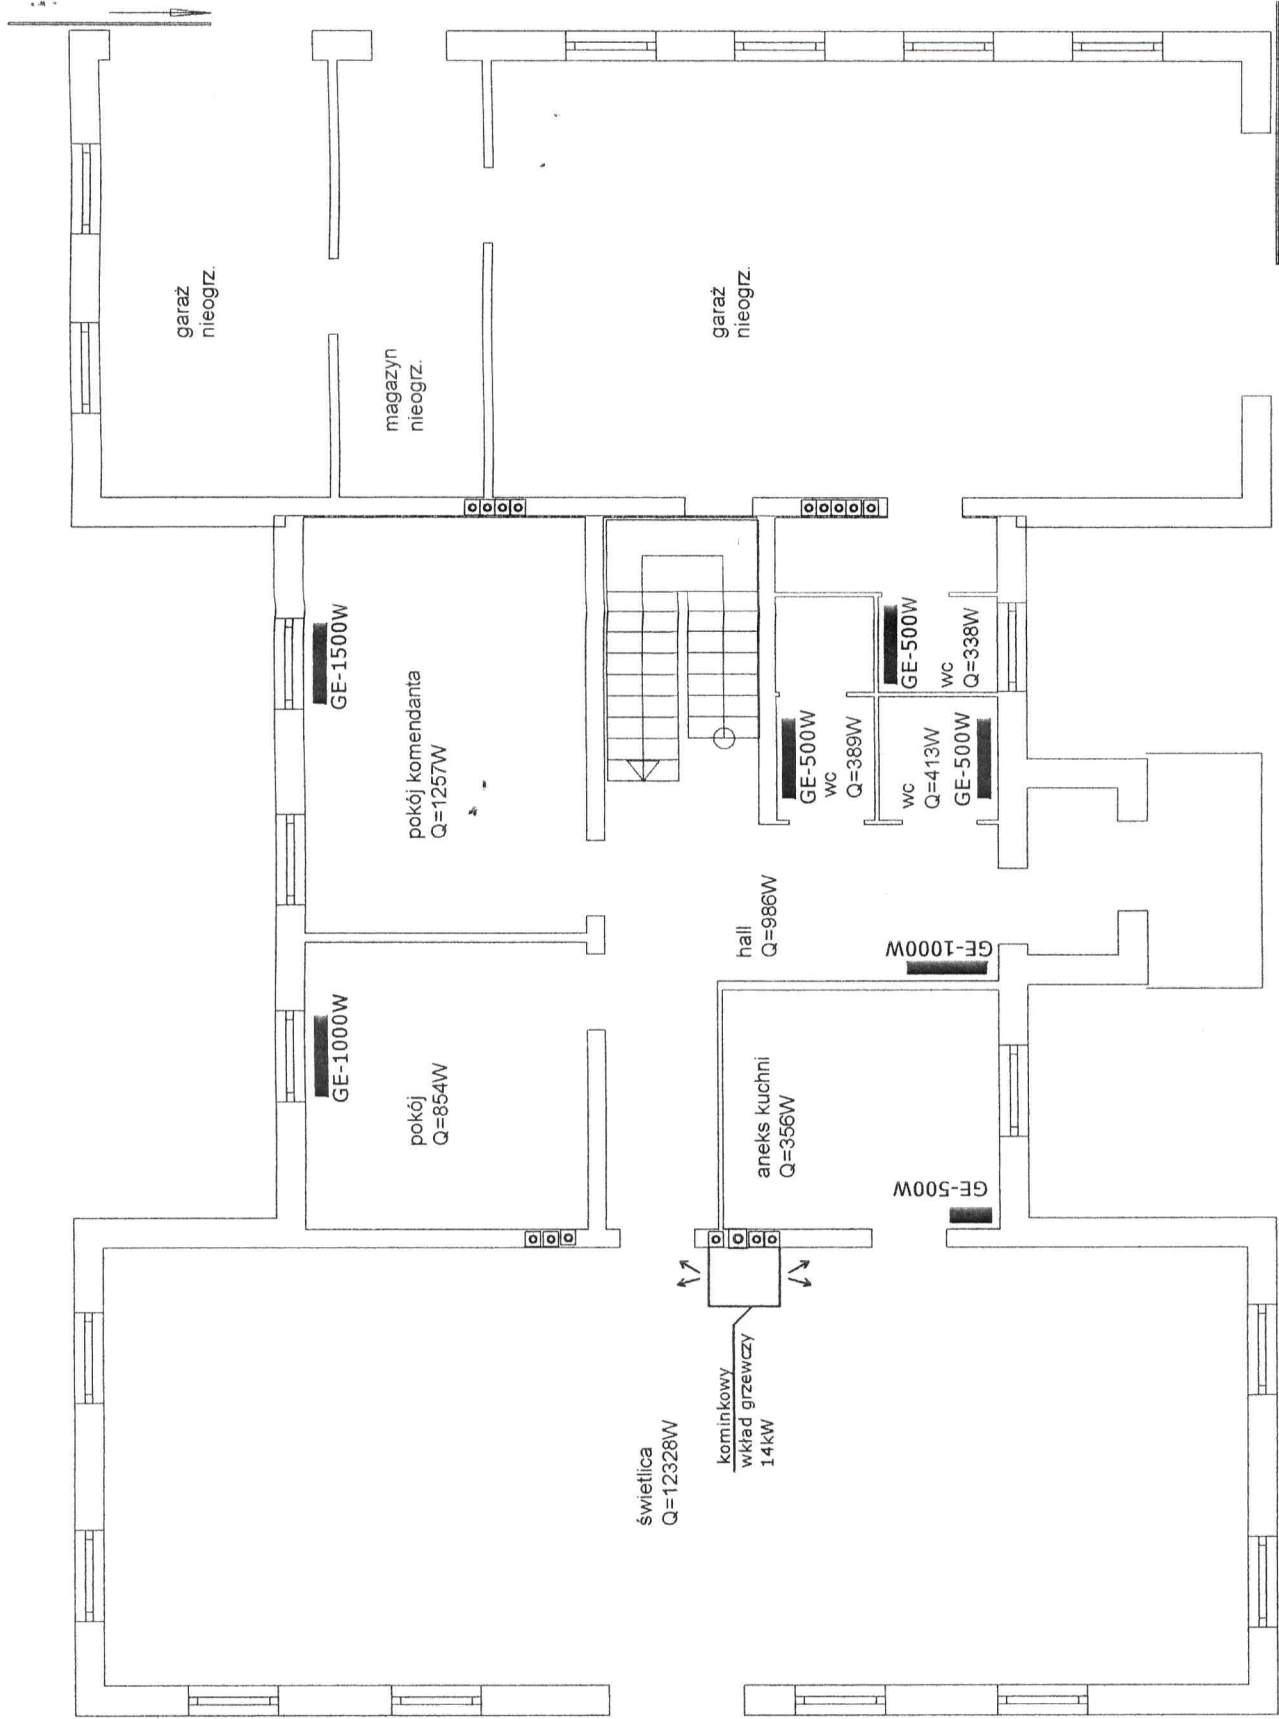 garaż
nieogrz.
magazyn
nieogrz.
garaż
nieogrz.
GE-1500W
pokój komendanta
Q=1257W
GE-500W
wc
Q=338W
GE-500W
wc
Q=389W
wc
Q=413W
GE-500W
hall
Q=986W
GE-1000W
GE-1000W
pokój
Q=854W
aneks kuchni
Q=356W
GE-500W
kominkowy
wkład grzewczy
14kW
świetlica
Q=12328W